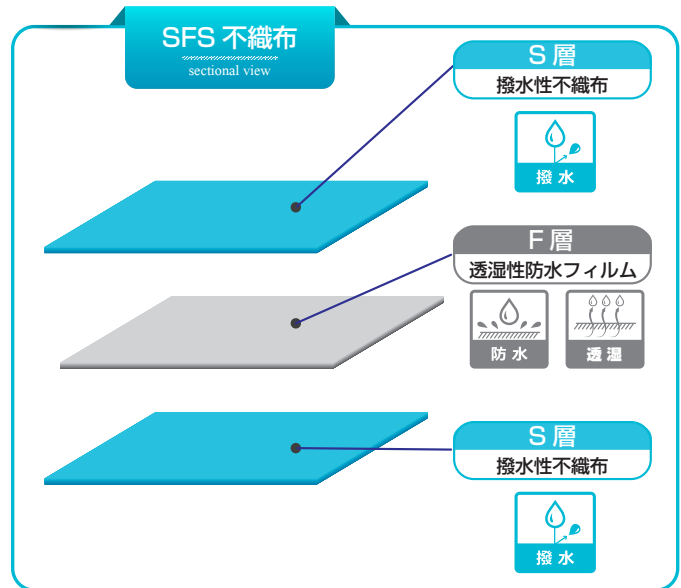 SFS 不織布
sectional view
S 層
撥水性不織布
撥 水
F 層
透湿性防水フィルム
防 水
透 湿
S 層
撥水性不織布
撥 水